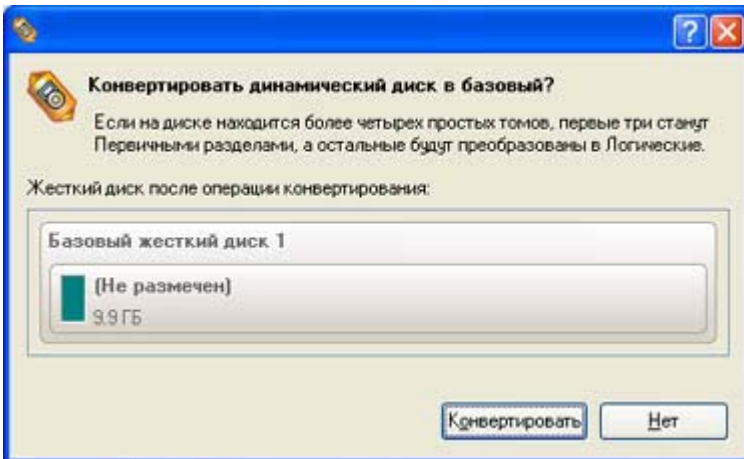 ?
Конвертировать динамический диск в базовый?
Если на диске находится более четырех простых томов, первые три станут
Первичными разделами, а остальные будут преобразованы в Логические.
Жесткий диск после операции конвертирования:
Базовый жесткий диск 1
(Не размечен)
9.9 ГБ
Конвертировать
Нет